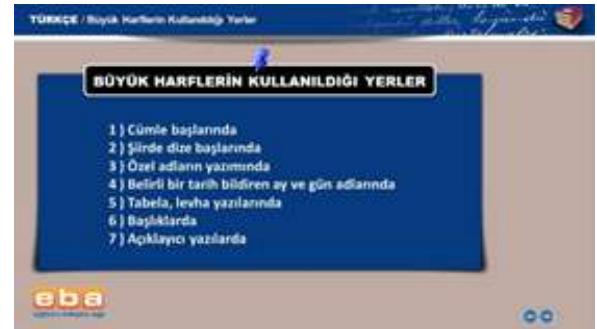 TÜRKÇE / Büyük Harflerin Kullanıldığı Yerler
BÜYÜK HARFLERİN KULLANILDIĞI YERLER
1 ) Cümle başlarında
2 ) Şiirde dize başlarında
3 ) Özel adların yazımında
4 ) Belirli bir tarih bildiren ay ve gün adlarında
5 ) Tabela, levha yazılarında
6 ) Başlıklarda
7 ) Açıklayıcı yazılarda
eba